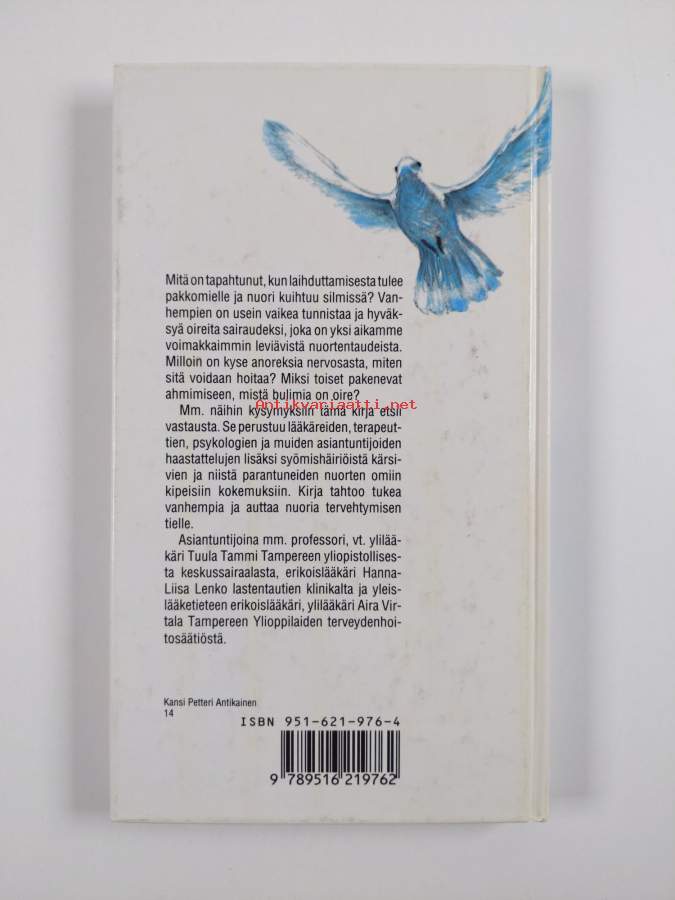 Mitä on tapahtunut, kun laihduttamisesta tulee
pakkomielle ja nuori kuihtuu silmissä? Van-
hempien on usein vaikea tunnistaa ja hyväk-
syä oireita sairaudeksi, joka on yksi aikamme
voimakkaimmin leviävistä nuortentaudeista.
Milloin on kyse anoreksia nervosasta, miten
sitä voidaan hoitaa? Miksi toiset pakenevat
ahmimiseen, mistä bulimia on oire?
Antikvariaatti.net
Mm. näihin kysymyksiin tämä kirja etsii
vastausta. Se perustuu lääkäreiden, terapeut-
tien, psykologien ja muiden asiantuntijoiden
haastattelujen lisäksi syömishäiriöistä kärsi-
vien ja niistä parantuneiden nuorten omiin
kipeisiin kokemuksiin. Kirja tahtoo tukea
vanhempia ja auttaa nuoria tervehtymisen
tielle.
Asiantuntijoina mm. professori, vt. ylilää-
käri Tuula Tammi Tampereen yliopistollises-
ta keskussairaalasta, erikoislääkäri Hanna-
Liisa Lenko lastentautien klinikalta ja yleis-
lääketieteen erikoislääkäri, ylilääkäri Aira Vir-
tala Tampereen Ylioppilaiden terveydenhoi-
tosäätiöstä.
Kansi Petteri Antikainen
14
ISBN 951-621-976-4
9 789516 219762